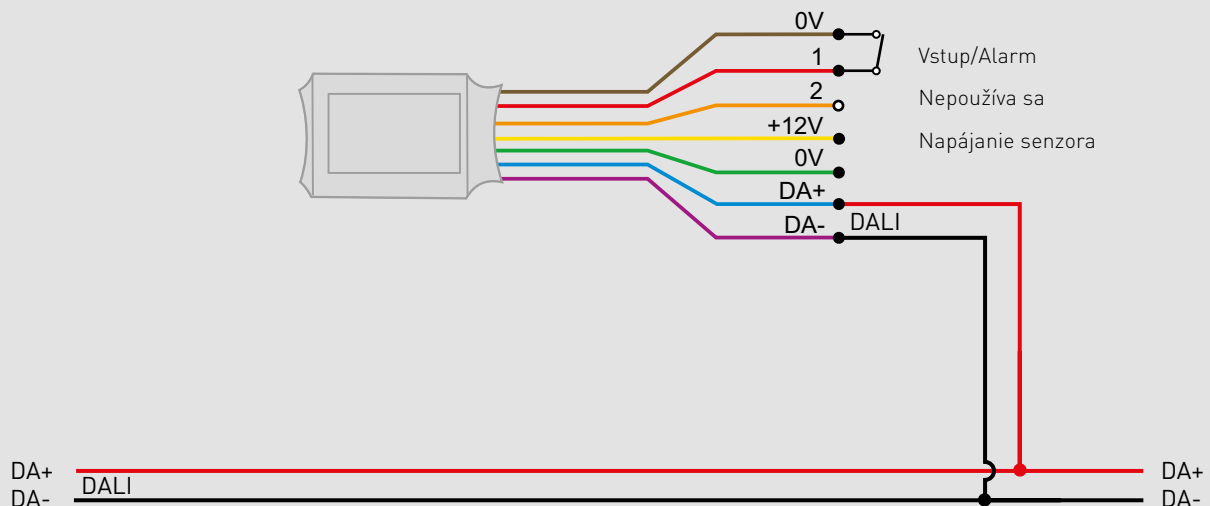 0V
1
Vstup/Alarm
2
Nepoužíva sa
+12V
Napájanie senzora
0V
DA+
DA-
DALI
DA+
DA+
DALI
DA-
DA-